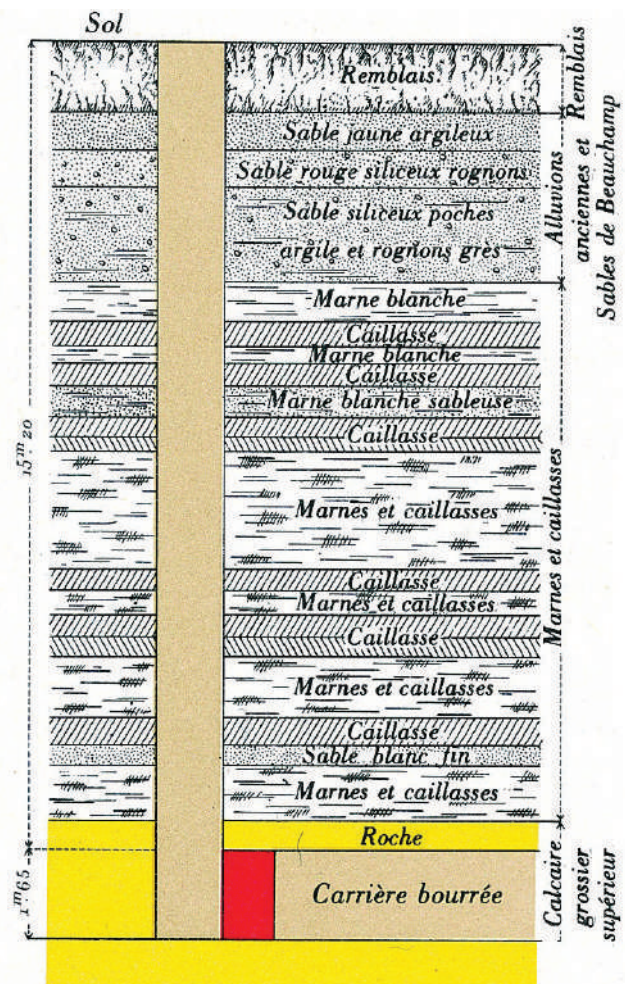 Sol
Remblais
Sable jaune argileux
Sable rouge siliceux rognons
Sable siliceux poches
argile et rognons grès
Marne blanche
Caillasse
Marne blanche
Caillasse
Marne blanche sableuse
Caillasse
Marnes et caillasses
Caillasse
Marnes et caillasses
Caillasse
Marnes et caillasses
Caillasse
Sable blanc fin
Marnes et caillasses
Roche
Carrière bourrée
15m.20
1m65
Remblais
Alluvions
anciennes et
Sables de Beauchamp
Marnes et caillasses
Calcaire
grossier
supérieur